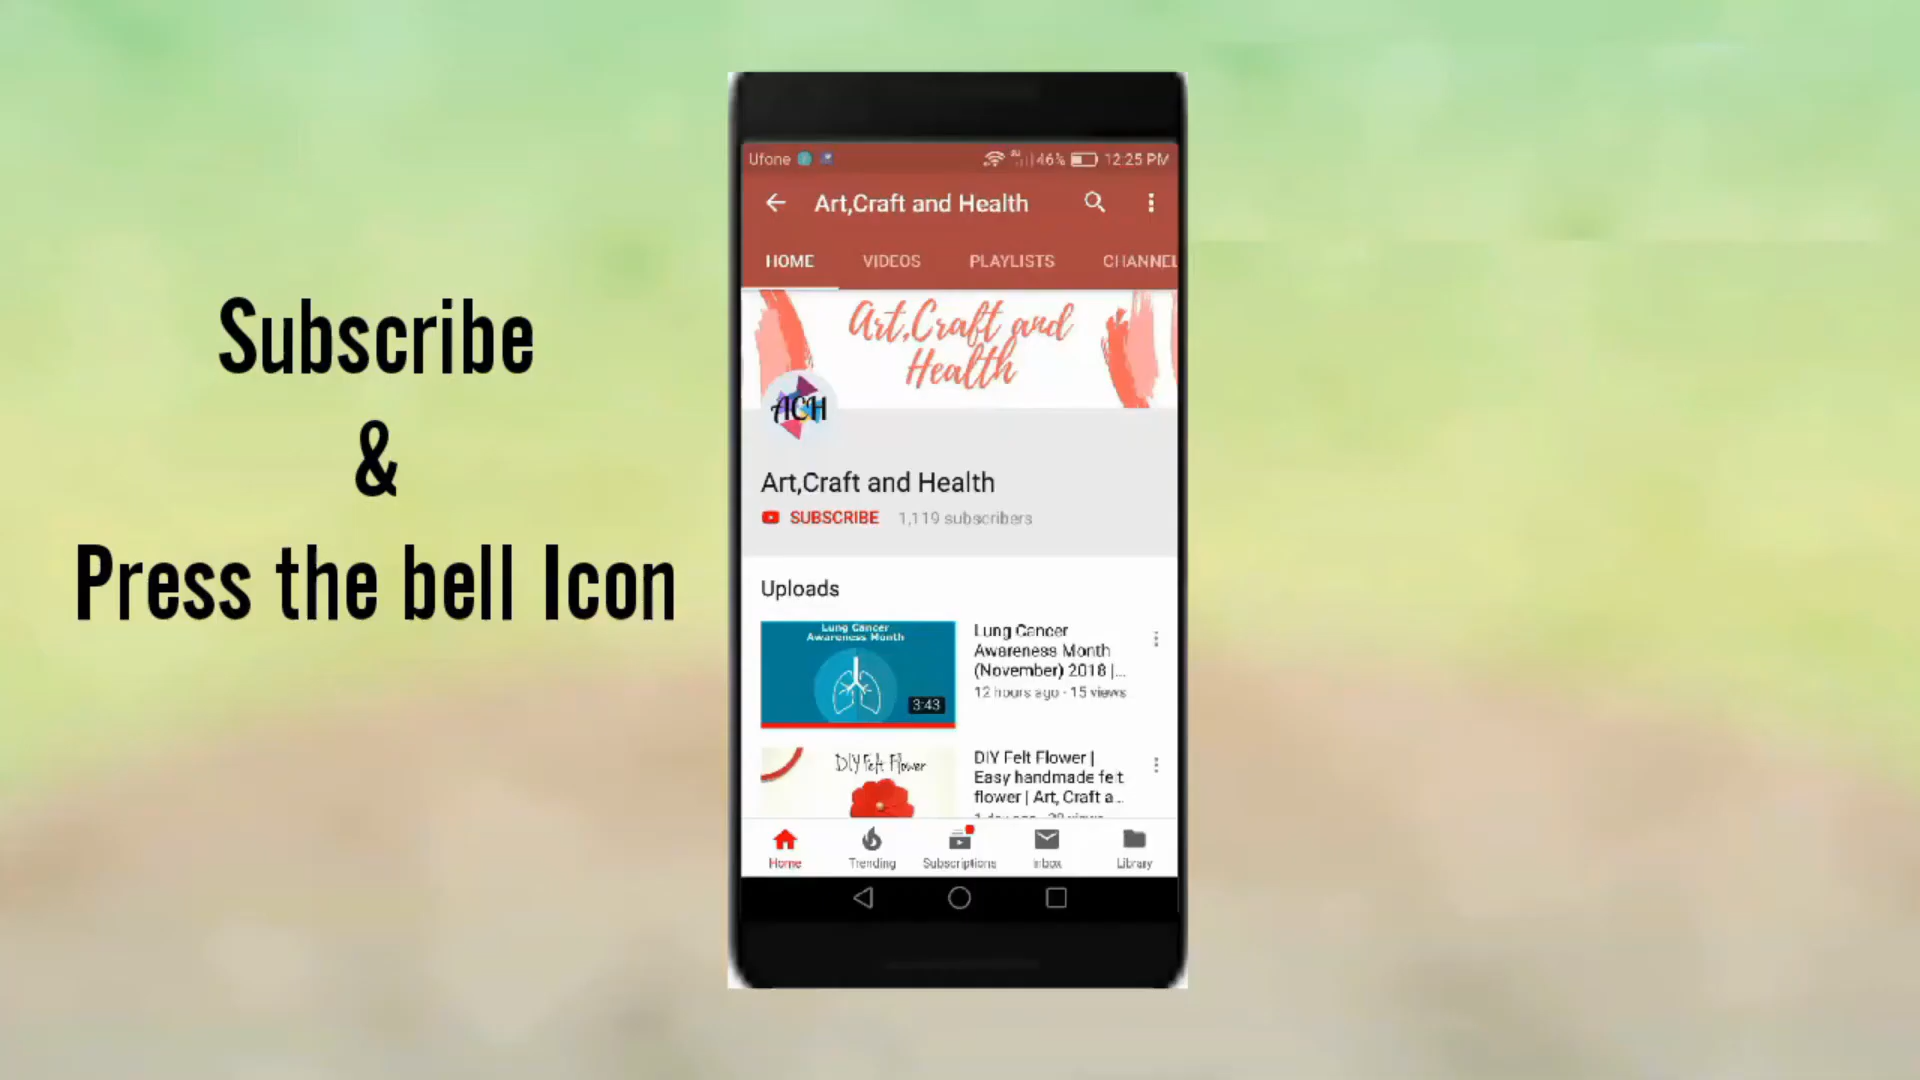 Subscribe
&
Press the bell Icon
Ufone
46%
12:25 PM
Art,Craft and Health
HOME
VIDEOS
PLAYLISTS
CHANNEL
Art,Craft and
Health
ACH
Art,Craft and Health
SUBSCRIBE
1,119 subscribers
Uploads
Lung Cancer
Awareness Month
3:43
Lung Cancer
Awareness Month
(November) 2018 |...
12 hours ago · 15 views
DIY Felt Flower
DIY Felt Flower |
Easy handmade felt
flower | Art, Craft a...
Home
Trending
Subscriptions
Inbox
Library